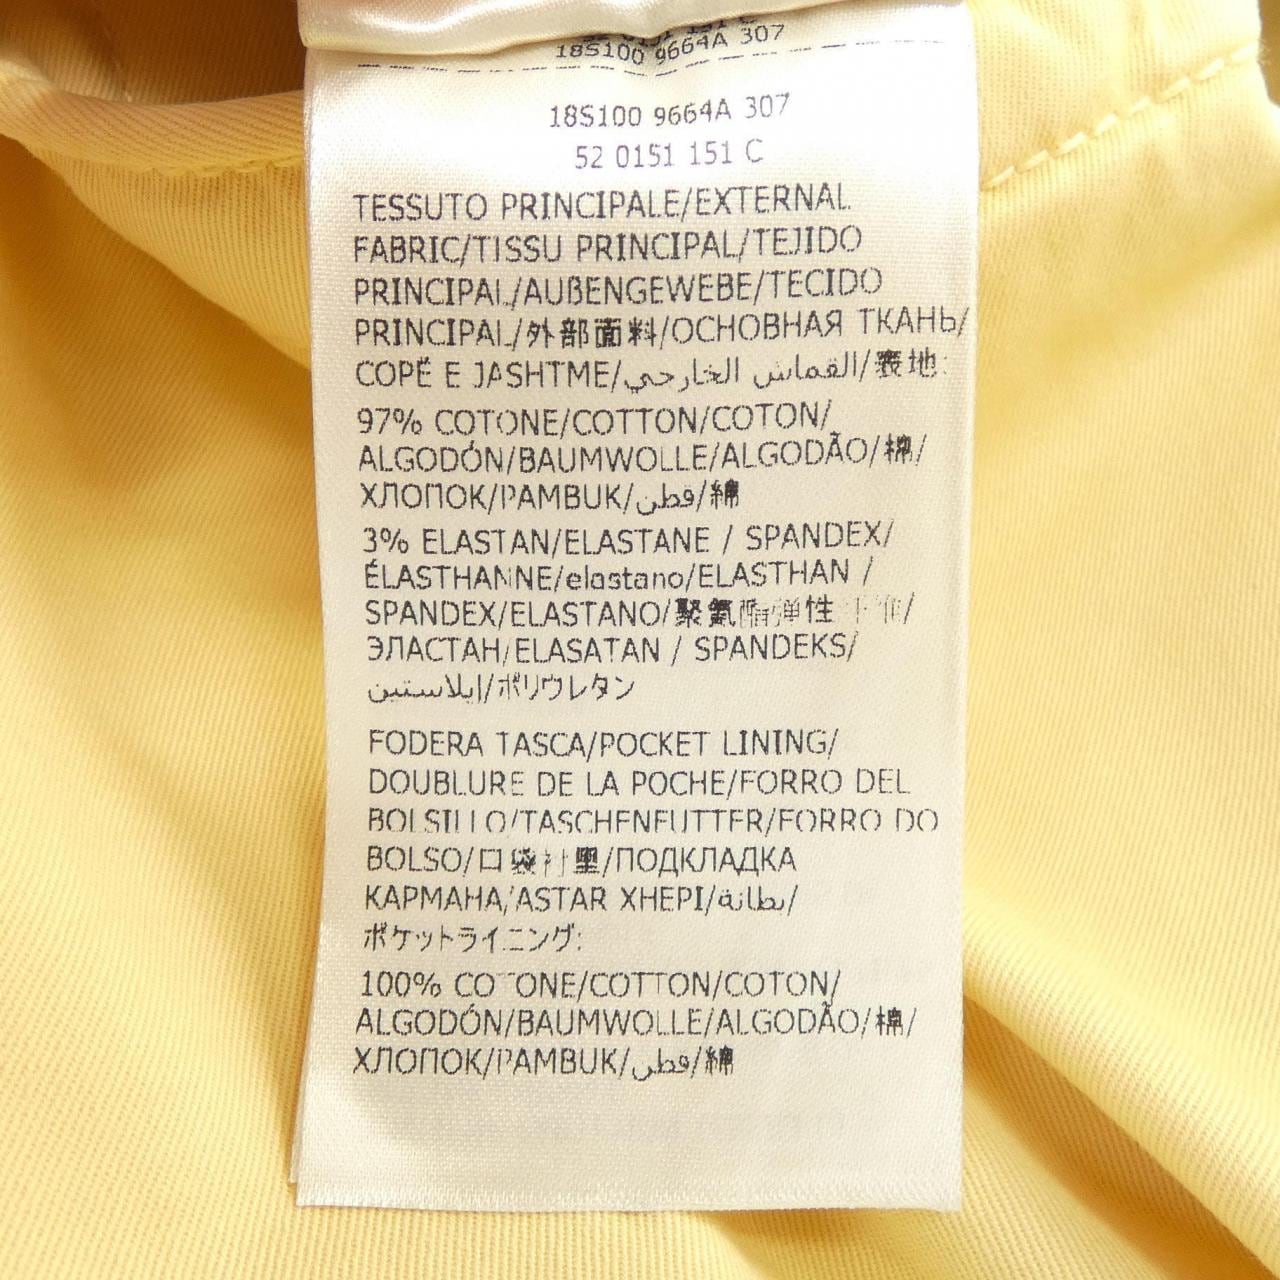 18S100 9664A 307
18S100 9664A 307
52 0151 151 C
TESSUTO PRINCIPALE/EXTERNAL
FABRIC/TISSU PRINCIPAL/TEJIDO
PRINCIPAL/AUßENGEWEBE/TECIDO
PRINCIPAL/外部面料/ОСНОВНАЯ ТКАНЬ/
COPË E JASHTME/القماش الخارجي/表地:
97% COTONE/COTTON/COTON/
ALGODÓN/BAUMWOLLE/ALGODÃO/棉/
ХЛОПОК/PAMBUK/قطن/綿
3% ELASTAN/ELASTANE / SPANDEX/
ÉLASTHANNE/elastano/ELASTHAN /
SPANDEX/ELASTANO/聚氨酯弹性纤维/
ЭЛАСТАН/ELASATAN / SPANDEKS/
إيلاستين/ポリウレタン
FODERA TASCA/POCKET LINING/
DOUBLURE DE LA POCHE/FORRO DEL
BOLSILLO/TASCHENFUTTER/FORRO DO
BOLSO/口袋衬里/ПОДКЛАДКА
КАРМАНА/ASTAR XHEPI/بطانة/
ポケットライニング:
100% COTONE/COTTON/COTON/
ALGODÓN/BAUMWOLLE/ALGODÃO/棉/
ХЛОПОК/PAMBUK/قطن/綿